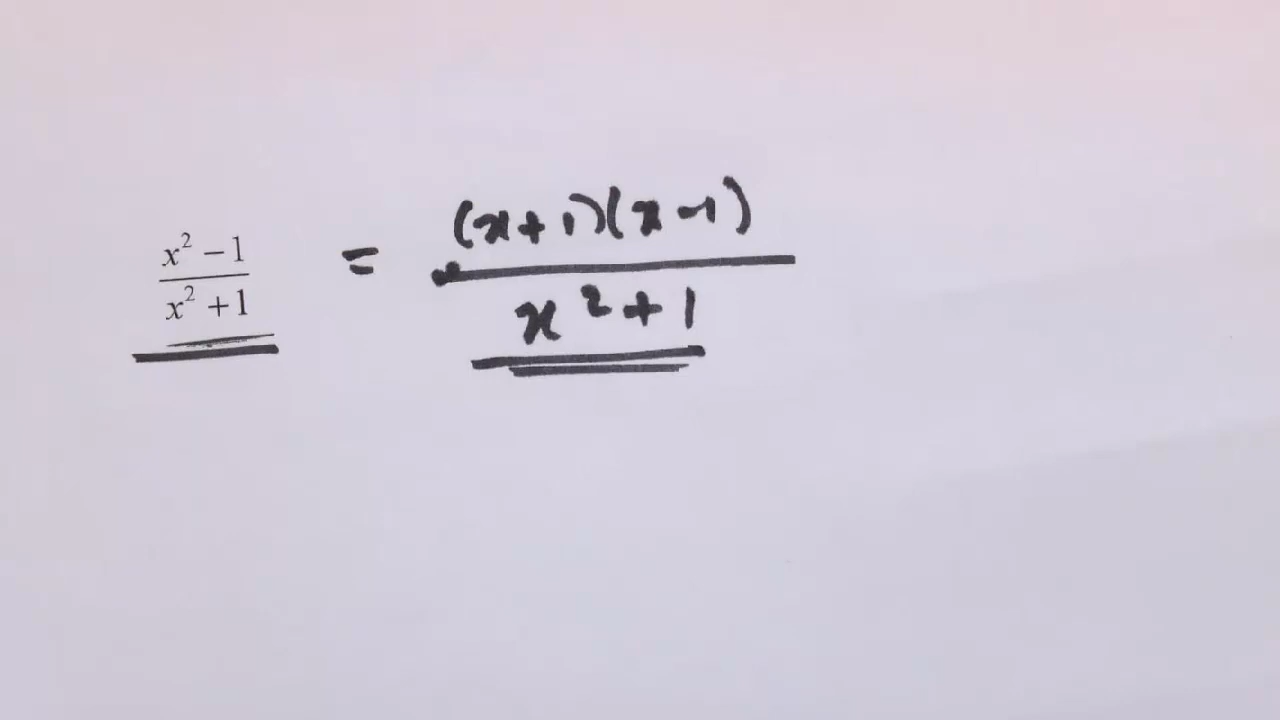 x² − 1 / x² + 1 = (x+1)(x−1) / x² + 1